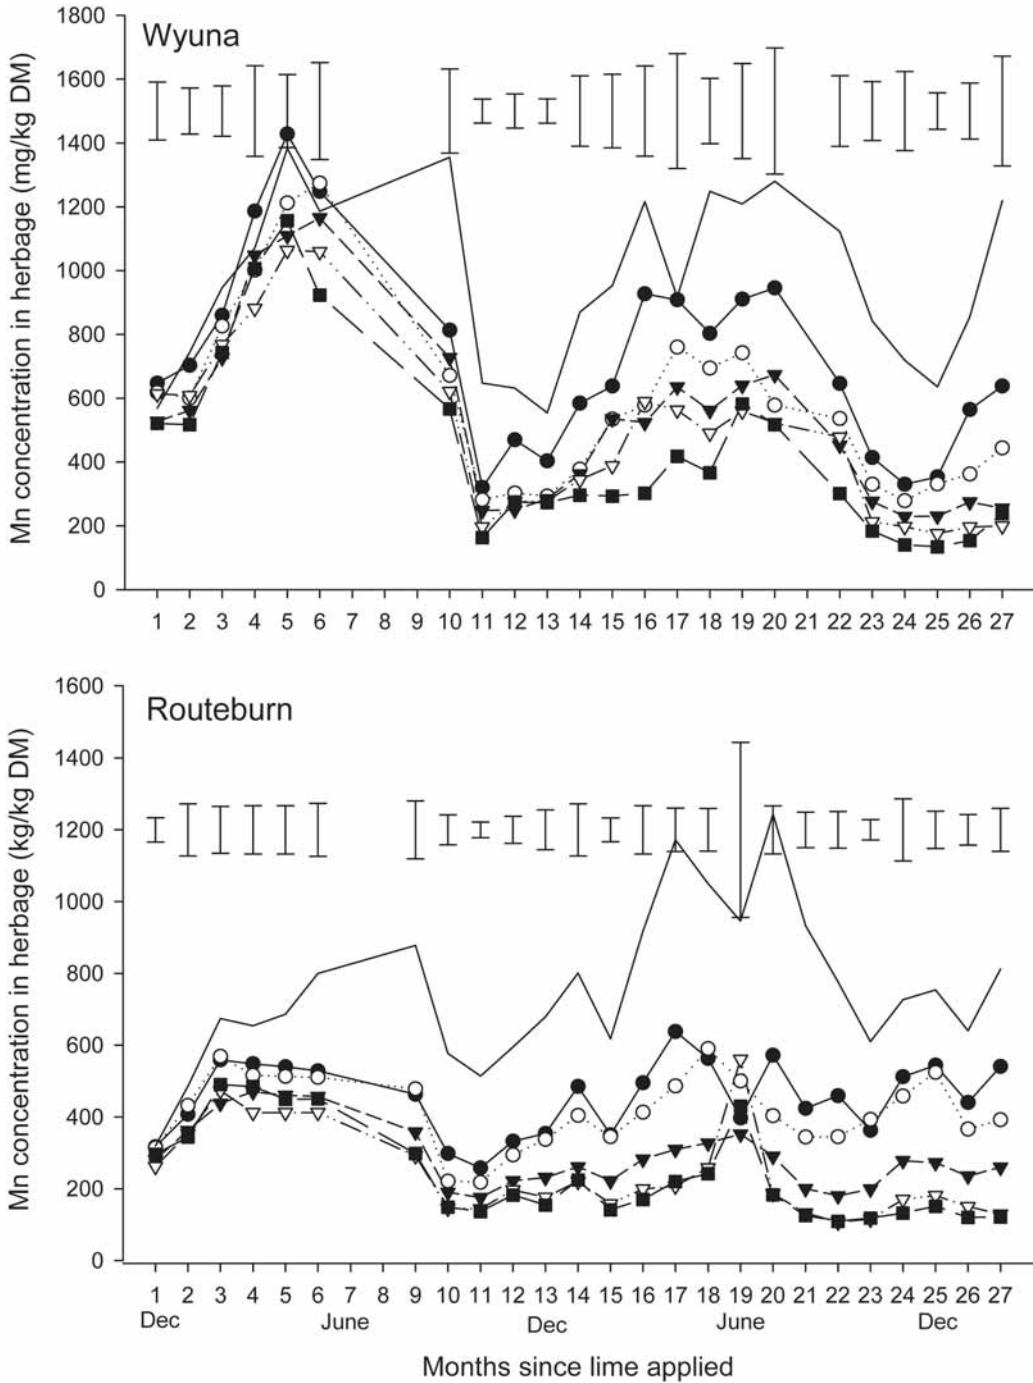 Wyuna
Mn concentration in herbage (mg/kg DM)
1800
1600
1400
1200
1000
800
600
400
200
0
1 2 3 4 5 6 7 8 9 10 11 12 13 14 15 16 17 18 19 20 22 23 24 25 26 27
Routeburn
Mn concentration in herbage (kg/kg DM)
1600
1400
1200
1000
800
600
400
200
0
1 2 3 4 5 6 7 8 9 10 11 12 13 14 15 16 17 18 19 20 21 22 23 24 25 26 27
Dec June Dec June Dec
Months since lime applied